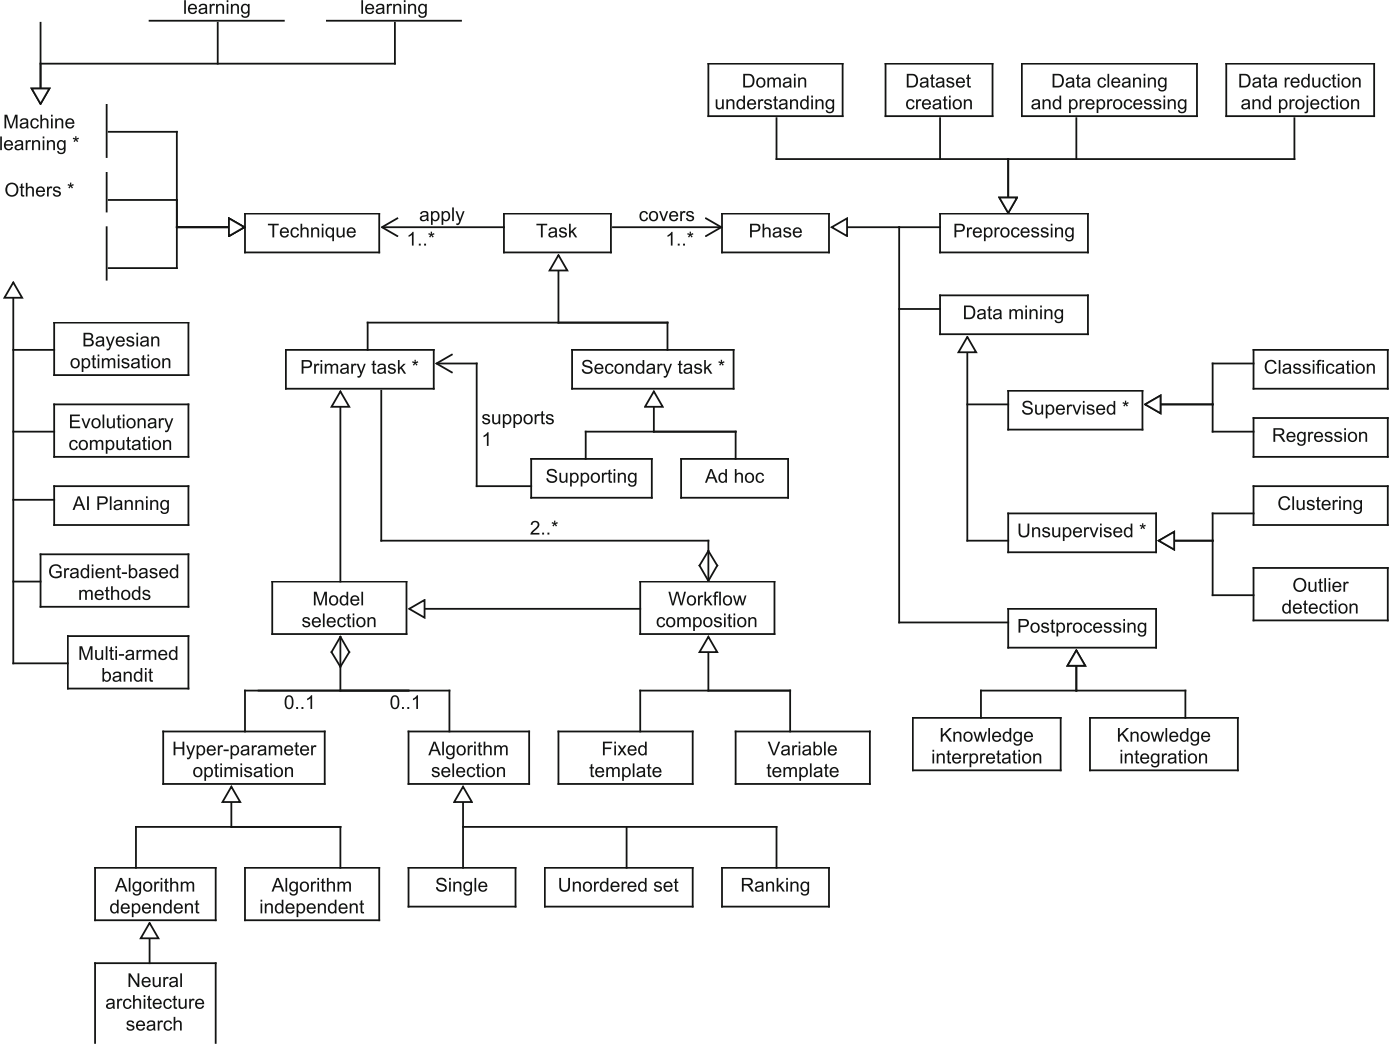 learning
learning
Machine
learning *
Others *
Domain
understanding
Dataset
creation
Data cleaning
and preprocessing
Data reduction
and projection
Technique
apply
1..*
Task
covers
1..*
Phase
Preprocessing
Data mining
Bayesian
optimisation
Evolutionary
computation
AI Planning
Gradient-based
methods
Multi-armed
bandit
Primary task *
Secondary task *
supports
1
Supporting
Ad hoc
2..*
Supervised *
Classification
Regression
Unsupervised *
Clustering
Outlier
detection
Model
selection
Workflow
composition
Postprocessing
0..1
0..1
Hyper-parameter
optimisation
Algorithm
selection
Fixed
template
Variable
template
Knowledge
interpretation
Knowledge
integration
Algorithm
dependent
Algorithm
independent
Single
Unordered set
Ranking
Neural
architecture
search